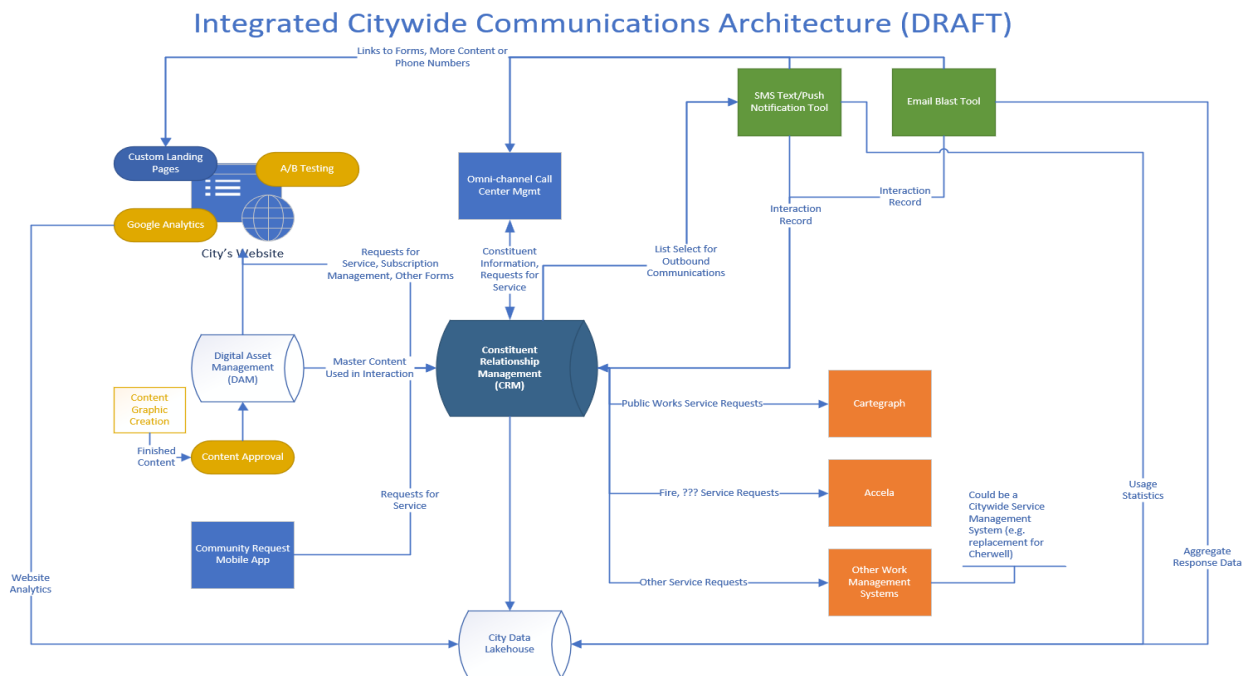 Integrated Citywide Communications Architecture (DRAFT)
Links to Forms, More Content or
Phone Numbers
SMS Text/Push
Notification Tool
Email Blast Tool
Custom Landing
Pages
A/B Testing
Google Analytics
City's Website
Omni-channel Call
Center Mgmt
Interaction
Record
Interaction
Record
Requests for
Service, Subscription
Management, Other Forms
Constituent
Information,
Requests for
Service
List Select for
Outbound
Communications
Digital Asset
Management
(DAM)
Master Content
Used in Interaction
Constituent
Relationship
Management
(CRM)
Content
Graphic
Creation
Finished
Content
Content Approval
Public Works Service Requests
Cartegraph
Requests for
Service
Fire, ??? Service Requests
Accela
Could be a
Citywide Service
Management
System (e.g.
replacement for
Cherwell)
Usage
Statistics
Community Request
Mobile App
Other Service Requests
Other Work
Management
Systems
Aggregate
Response Data
Website
Analytics
City Data
Lakehouse